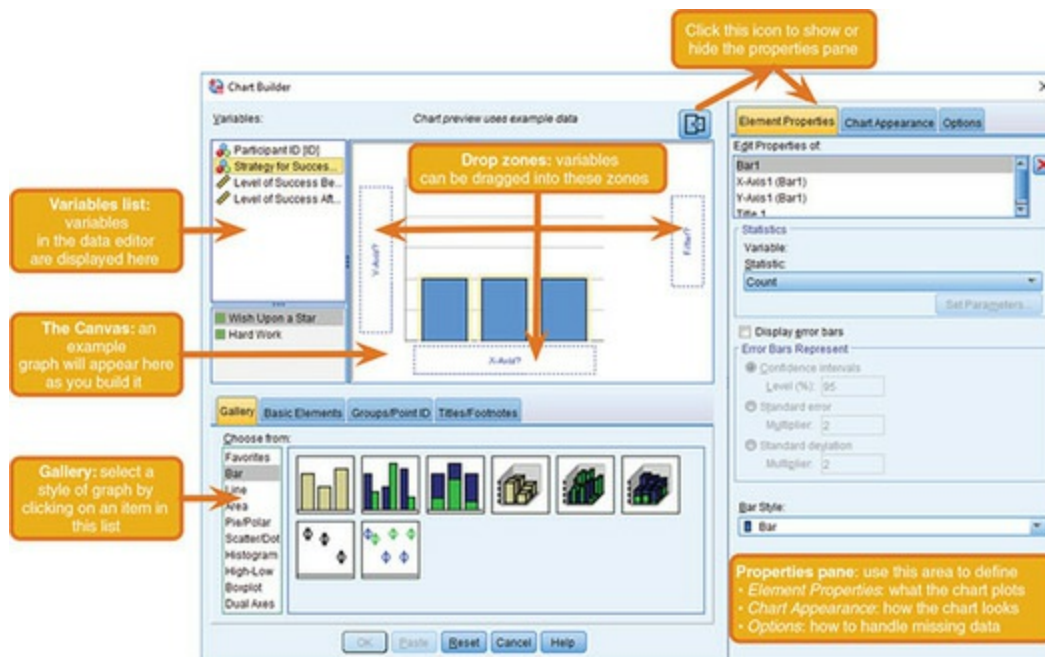 Click this icon to show or
hide the properties pane
Chart Builder
Variables:
Chart preview uses example data
Participant ID [ID]
Strategy for Succes...
Level of Success Be...
Level of Success Aft...
Drop zones: variables
can be dragged into these zones
Y-Axis?
Filter?
X-Axis?
Variables list:
variables
in the data editor
are displayed here
Wish Upon a Star
Hard Work
The Canvas: an
example
graph will appear here
as you build it
Gallery
Basic Elements
Groups/Point ID
Titles/Footnotes
Choose from:
Favorites
Bar
Line
Area
Pie/Polar
Scatter/Dot
Histogram
High-Low
Boxplot
Dual Axes
Gallery: select a
style of graph by
clicking on an item in
this list
OK
Paste
Reset
Cancel
Help
Element Properties
Chart Appearance
Options
Edit Properties of:
Bar1
X-Axis1 (Bar1)
Y-Axis1 (Bar1)
Title 1
Statistics
Variable:
Statistic:
Count
Set Parameters...
Display error bars
Error Bars Represent
Confidence intervals
Level (%): 95
Standard error
Multiplier: 2
Standard deviation
Multiplier: 2
Bar Style:
Bar
Properties pane: use this area to define
• Element Properties: what the chart plots
• Chart Appearance: how the chart looks
• Options: how to handle missing data